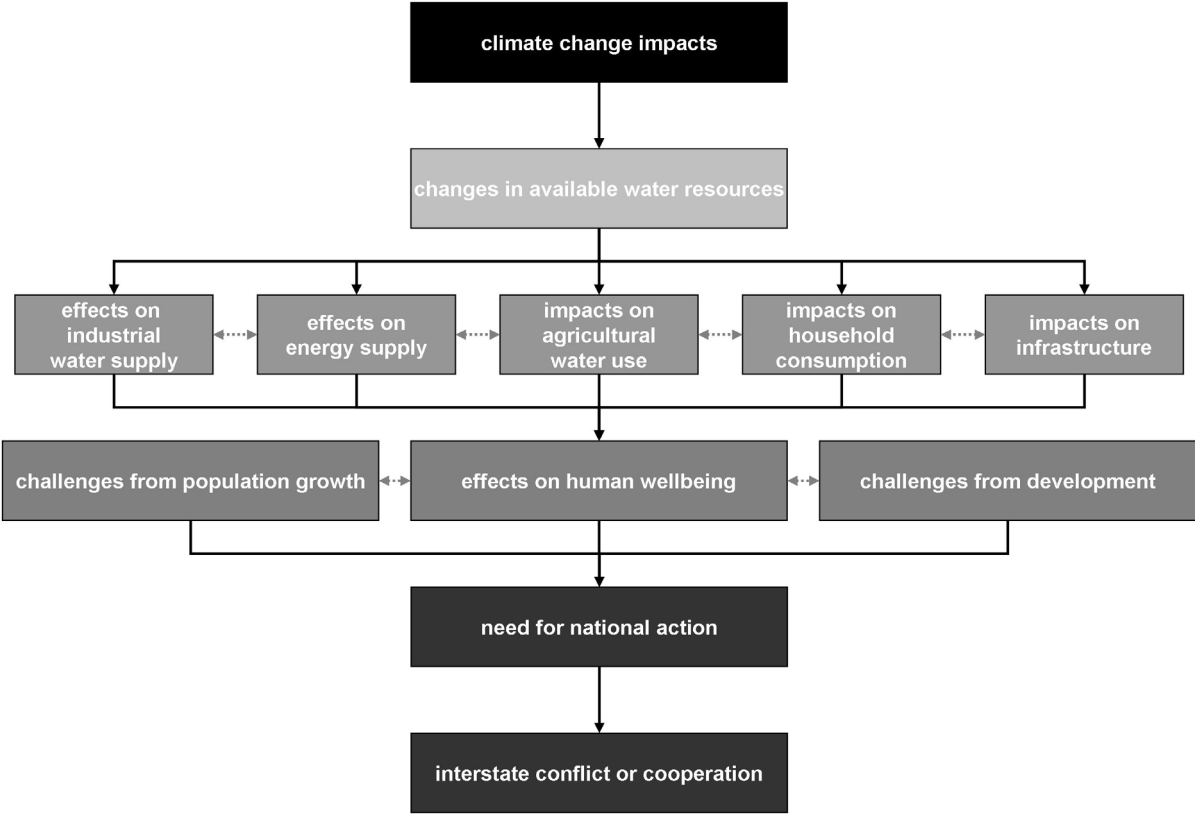 climate change impacts
changes in available water resources
effects on
industrial
water supply
effects on
energy supply
impacts on
agricultural
water use
impacts on
household
consumption
impacts on
infrastructure
challenges from population growth
effects on human wellbeing
challenges from development
need for national action
interstate conflict or cooperation